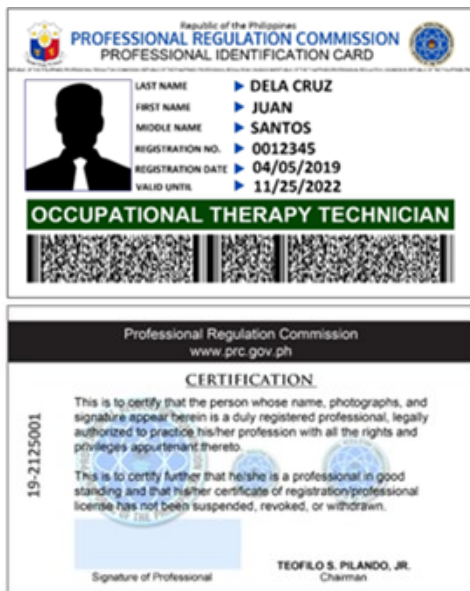 Republic of the Philippines
PROFESSIONAL REGULATION COMMISSION
PROFESSIONAL IDENTIFICATION CARD
LAST NAME DELA CRUZ
FIRST NAME JUAN
MIDDLE NAME SANTOS
REGISTRATION NO. 0012345
REGISTRATION DATE 04/05/2019
VALID UNTIL 11/25/2022
OCCUPATIONAL THERAPY TECHNICIAN
Professional Regulation Commission
www.prc.gov.ph
CERTIFICATION
This is to certify that the person whose name, photographs, and
signature appear herein is a duly registered professional, legally
authorized to practice his/her profession with all the rights and
privileges appurtenant thereto.
This is to certify further that he/she is a professional in good
standing and that his/her certificate of registration/professional
license has not been suspended, revoked, or withdrawn.
19-2125001
TEOFILO S. PILANDO, JR.
Signature of Professional Chairman